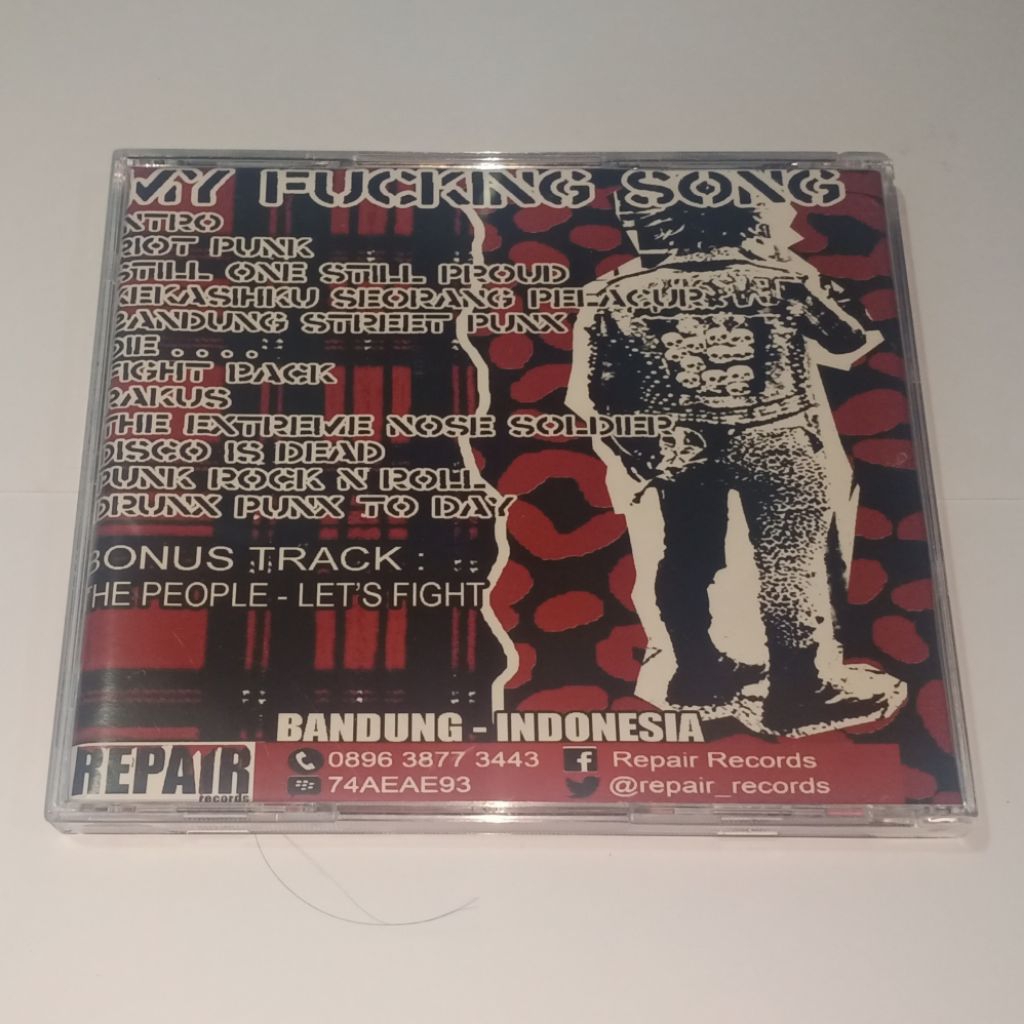 MY FUCKING SONG
INTRO
RIOT PUNK
STILL ONE STILL PROUD
KEKASIHKU SEORANG PELACUR
BANDUNG STREET PUNX
DIE . . . .
FIGHT BACK
RAKUS
THE EXTREME NOSE SOLDIER
DISCO IS DEAD
PUNK ROCK N ROLL
DRUNX PUNX TO DAY
BONUS TRACK :
THE PEOPLE - LET'S FIGHT
BANDUNG - INDONESIA
REPAIR
records
0896 3877 3443
Repair Records
74AEAE93
@repair_records